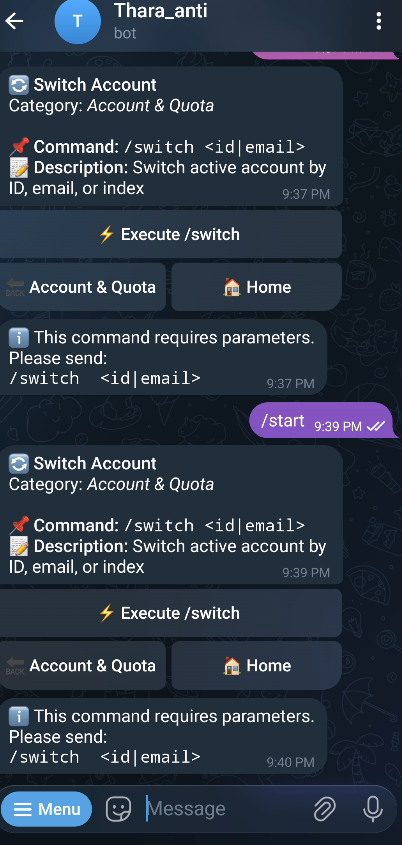 Thara_anti
T
bot
Switch Account
Category: Account & Quota
Command: /switch <id|email>
Description: Switch active account by
ID, email, or index
9:37 PM
Execute /switch
BACK Account & Quota
Home
This command requires parameters.
Please send:
/switch <id|email>
9:37 PM
/start 9:39 PM
Switch Account
Category: Account & Quota
Command: /switch <id|email>
Description: Switch active account by
ID, email, or index
9:39 PM
Execute /switch
BACK Account & Quota
Home
This command requires parameters.
Please send:
/switch <id|email>
9:40 PM
Menu
Message